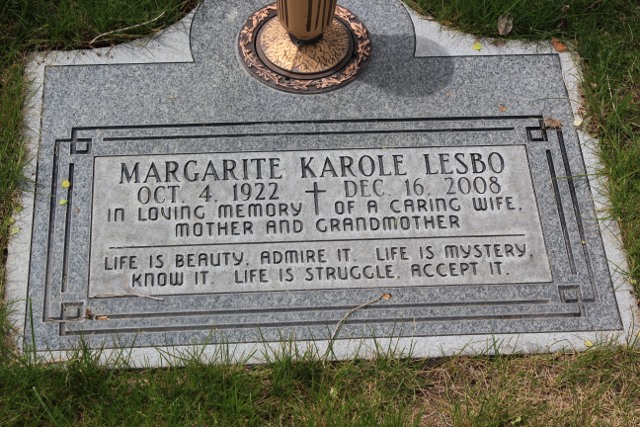 MARGARITE KAROLE LESBO
OCT. 4, 1922 DEC. 16, 2008
IN LOVING MEMORY OF A CARING WIFE,
MOTHER AND GRANDMOTHER
LIFE IS BEAUTY, ADMIRE IT. LIFE IS MYSTERY,
KNOW IT. LIFE IS STRUGGLE, ACCEPT IT.